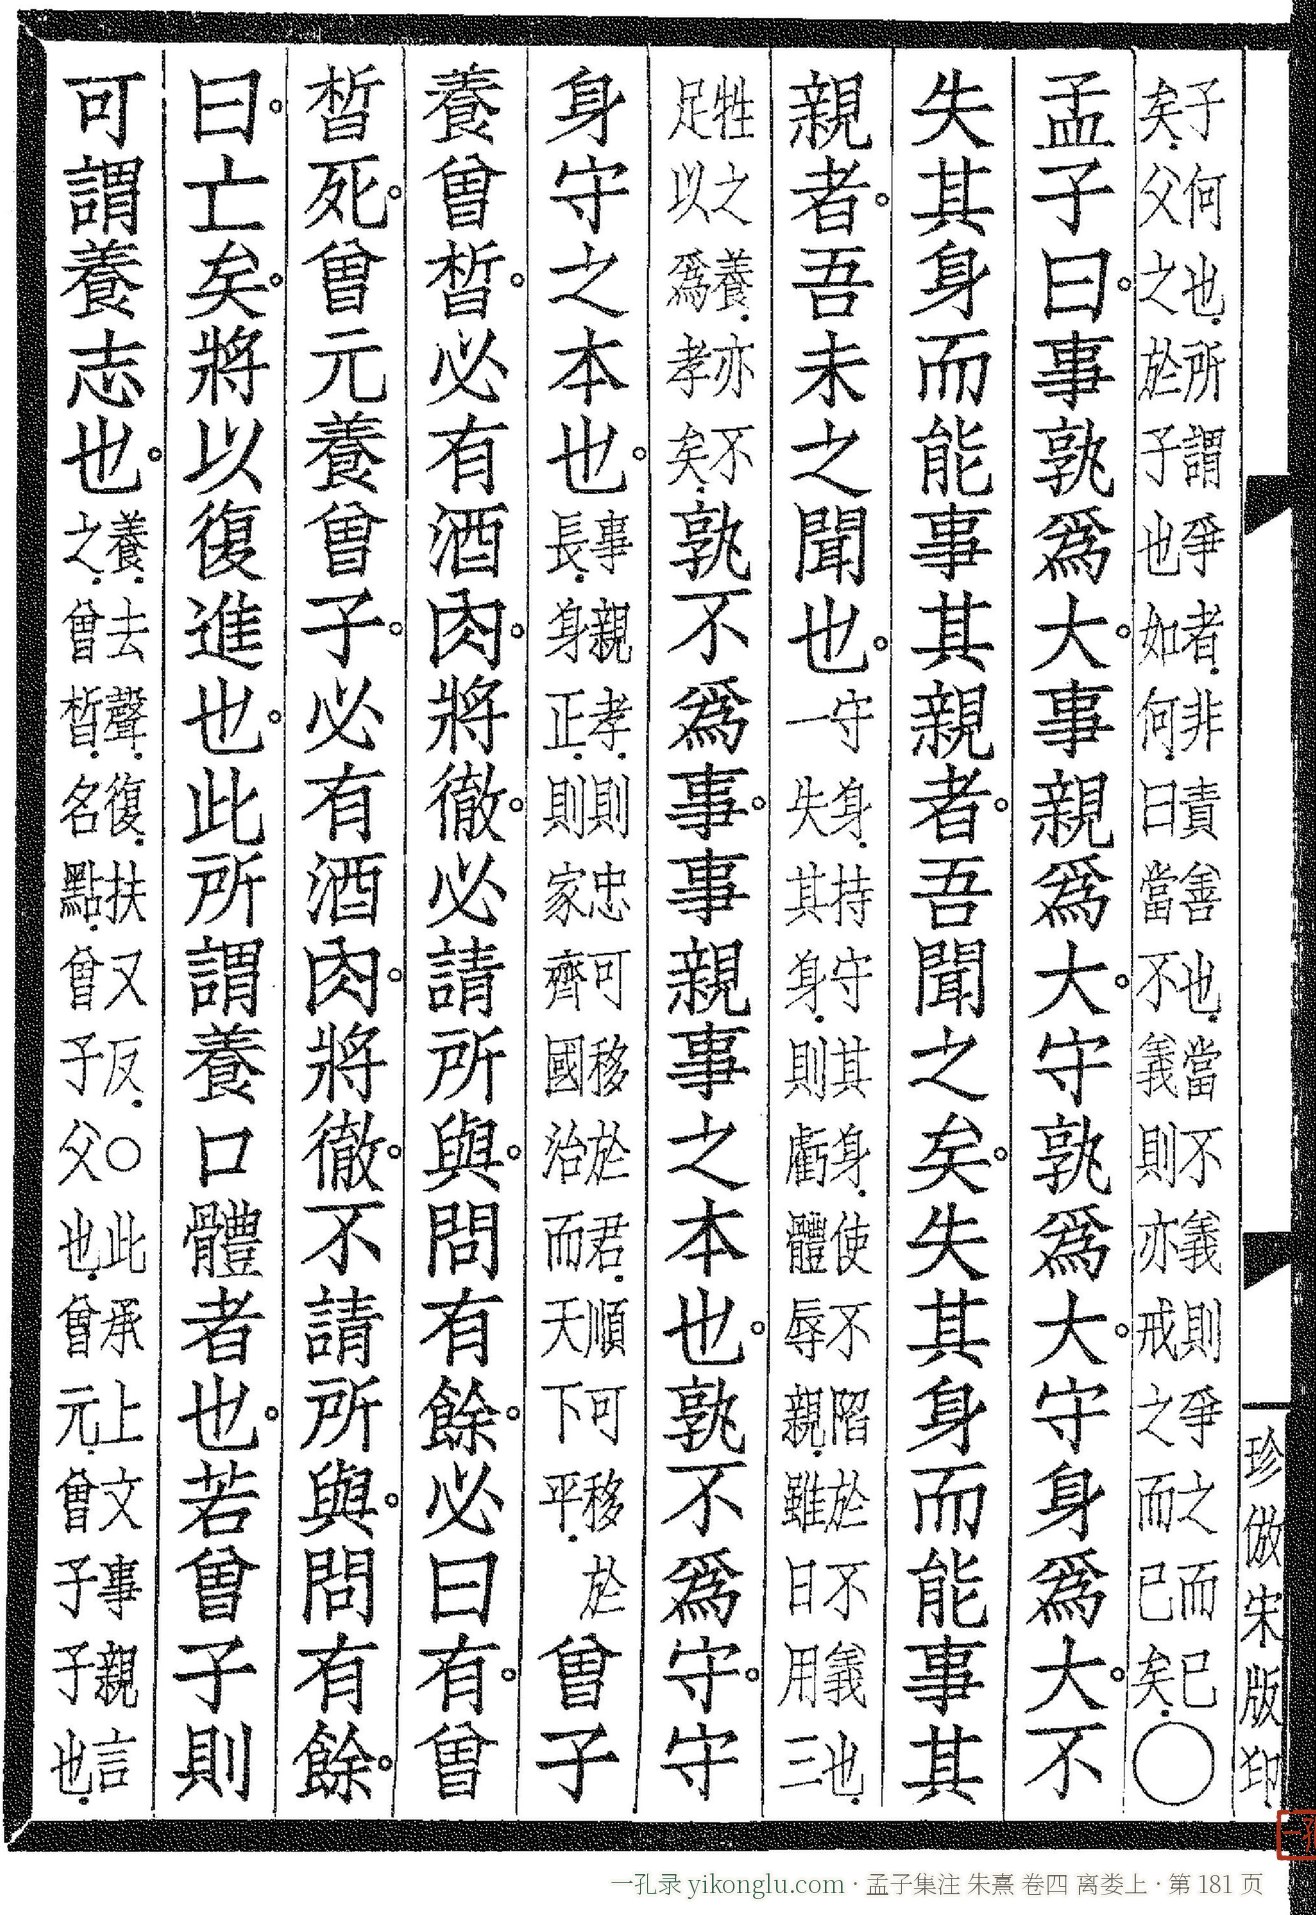 珍倣宋版印
子何也.所謂爭者.非責善也.當不義則爭之而已
矣.父之於子也如何.曰當不義則亦戒之而已矣.○
孟子曰。事孰爲大。事親爲大。守孰爲大。守身爲大。不
失其身而能事其親者。吾聞之矣。失其身而能事其
親者。吾未之聞也。守身.持守其身.使不陷於不義也.一失其身.則虧體辱親.雖日用三
牲之養.亦不足以爲孝矣.孰不爲事。事親事之本也。孰不爲守。守
身守之本也。事親孝.則忠可移於君.順可移於長.身正.則家齊國治而天下平.曾子
養曾晳。必有酒肉。將徹。必請所與。問有餘。必曰有。曾
晳死。曾元養曾子。必有酒肉。將徹。不請所與。問有餘。
曰。亡矣。將以復進也。此所謂養口體者也。若曾子則
可謂養志也。養.去聲.復.扶又反.○此承上文事親言之.曾晳.名點.曾子父也.曾元.曾子子也.
一孔录 yikonglu.com · 孟子集注 朱熹 卷四 离娄上 · 第 181 页